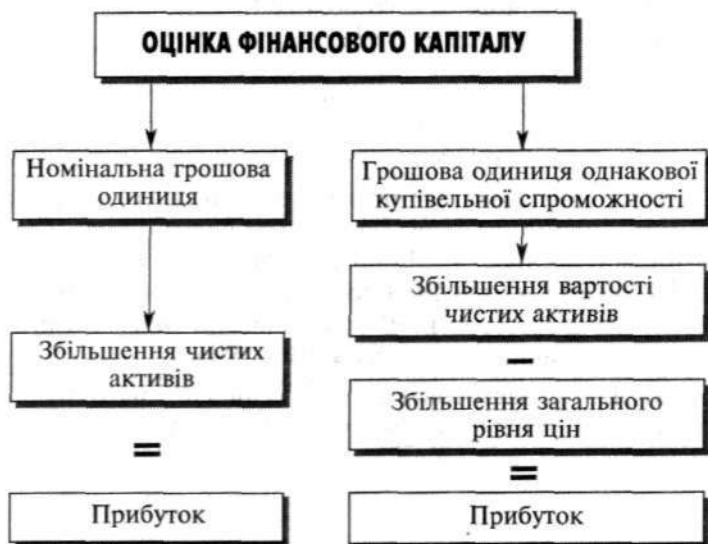 ОЦІНКА ФІНАНСОВОГО КАПІТАЛУ
Номінальна грошова
одиниця
Грошова одиниця однакової
купівельної спроможності
Збільшення вартості
чистих активів
–
Збільшення чистих
активів
Збільшення загального
рівня цін
=
=
Прибуток
Прибуток